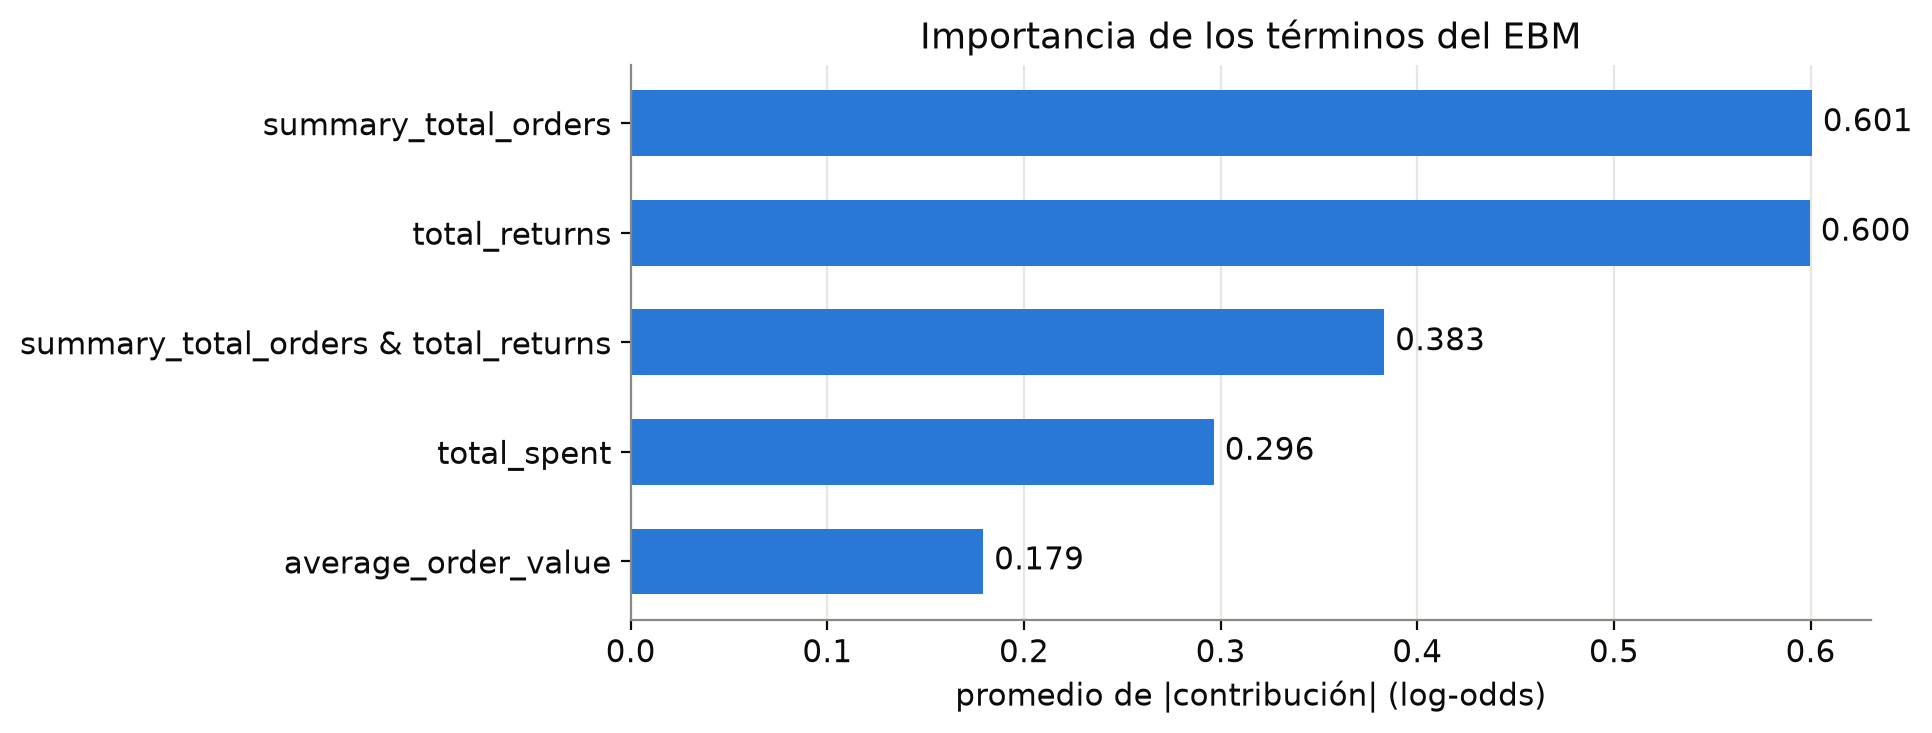 Importancia de los términos del EBM
summary_total_orders
0.601
total_returns
0.600
summary_total_orders & total_returns
0.383
total_spent
0.296
average_order_value
0.179
0.0 0.1 0.2 0.3 0.4 0.5 0.6
promedio de |contribución| (log-odds)